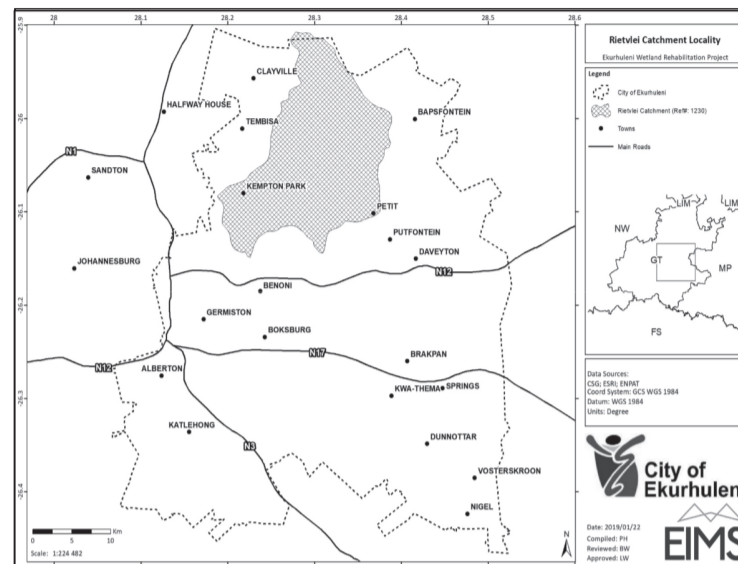 28
28.1
28.2
28.3
28.4
28.5
28.6
-25.9
-26
-26.1
-26.2
-26.3
-26.4
CLAYVILLE
HALFWAY HOUSE
TEMBISA
BAPSFONTEIN
N1
SANDTON
KEMPTON PARK
PETIT
PUTFONTEIN
DAVEYTON
JOHANNESBURG
N12
BENONI
GERMISTON
BOKSBURG
N17
BRAKPAN
N12
ALBERTON
KWA-THEMA
SPRINGS
KATLEHONG
N3
DUNNOTTAR
VOSTERSKROON
NIGEL
0 5 10 Km
Scale: 1:224 482
N
Rietvlei Catchment Locality
Ekurhuleni Wetland Rehabilitation Project
Legend
City of Ekurhuleni
Rietvlei Catchment (Ref#: 1230)
Towns
Main Roads
LIM
LIM
NW
GT
MP
FS
Data Sources:
CSG; ESRI; ENPAT
Coord System: GCS WGS 1984
Datum: WGS 1984
Units: Degree
City of
Ekurhuleni
Date: 2019/01/22
Compiled: PH
Reviewed: BW
Approved: LW
EIMS